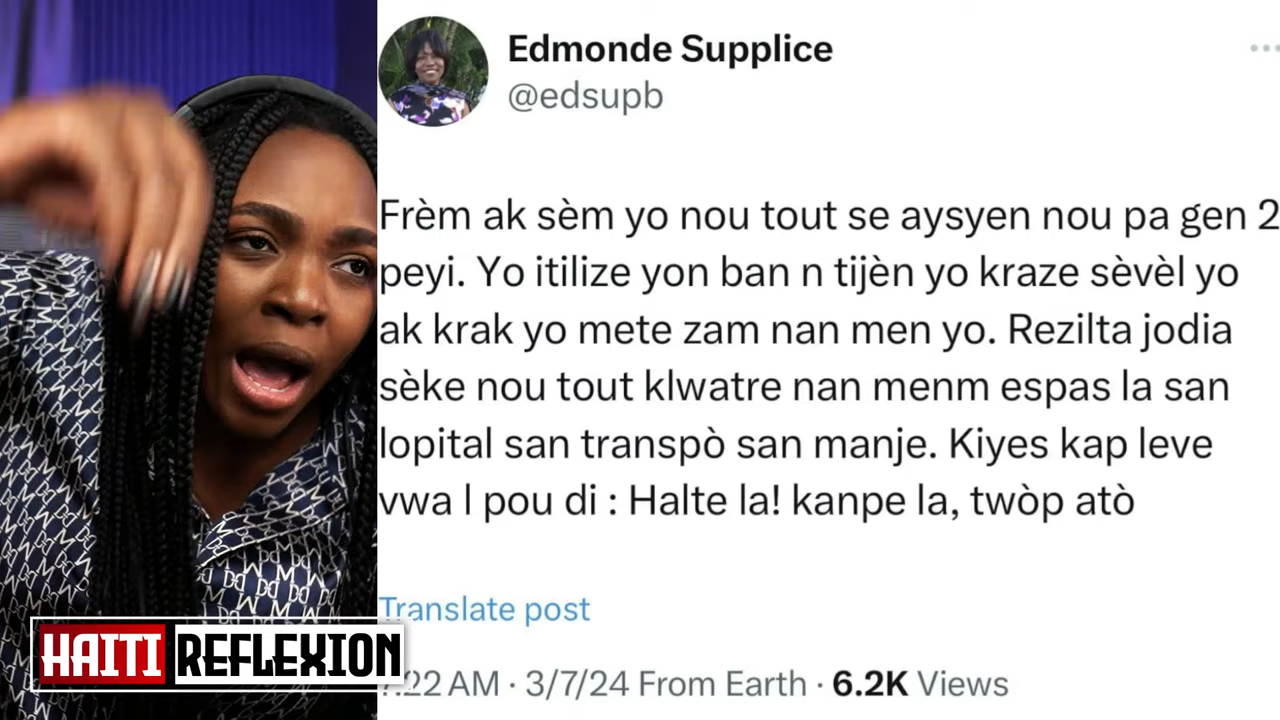 Edmonde Supplice
@edsupb
Frèm ak sèm yo nou tout se aysyen nou pa gen 2
peyi. Yo itilize yon ban n tijèn yo kraze sèvèl yo
ak krak yo mete zam nan men yo. Rezilta jodia
sèke nou tout klwatre nan menm espas la san
lopital san transpò san manje. Kiyes kap leve
vwa l pou di : Halte la! kanpe la, twòp atò
Translate post
:22 AM · 3/7/24 From Earth · 6.2K Views
HAITI REFLEXION